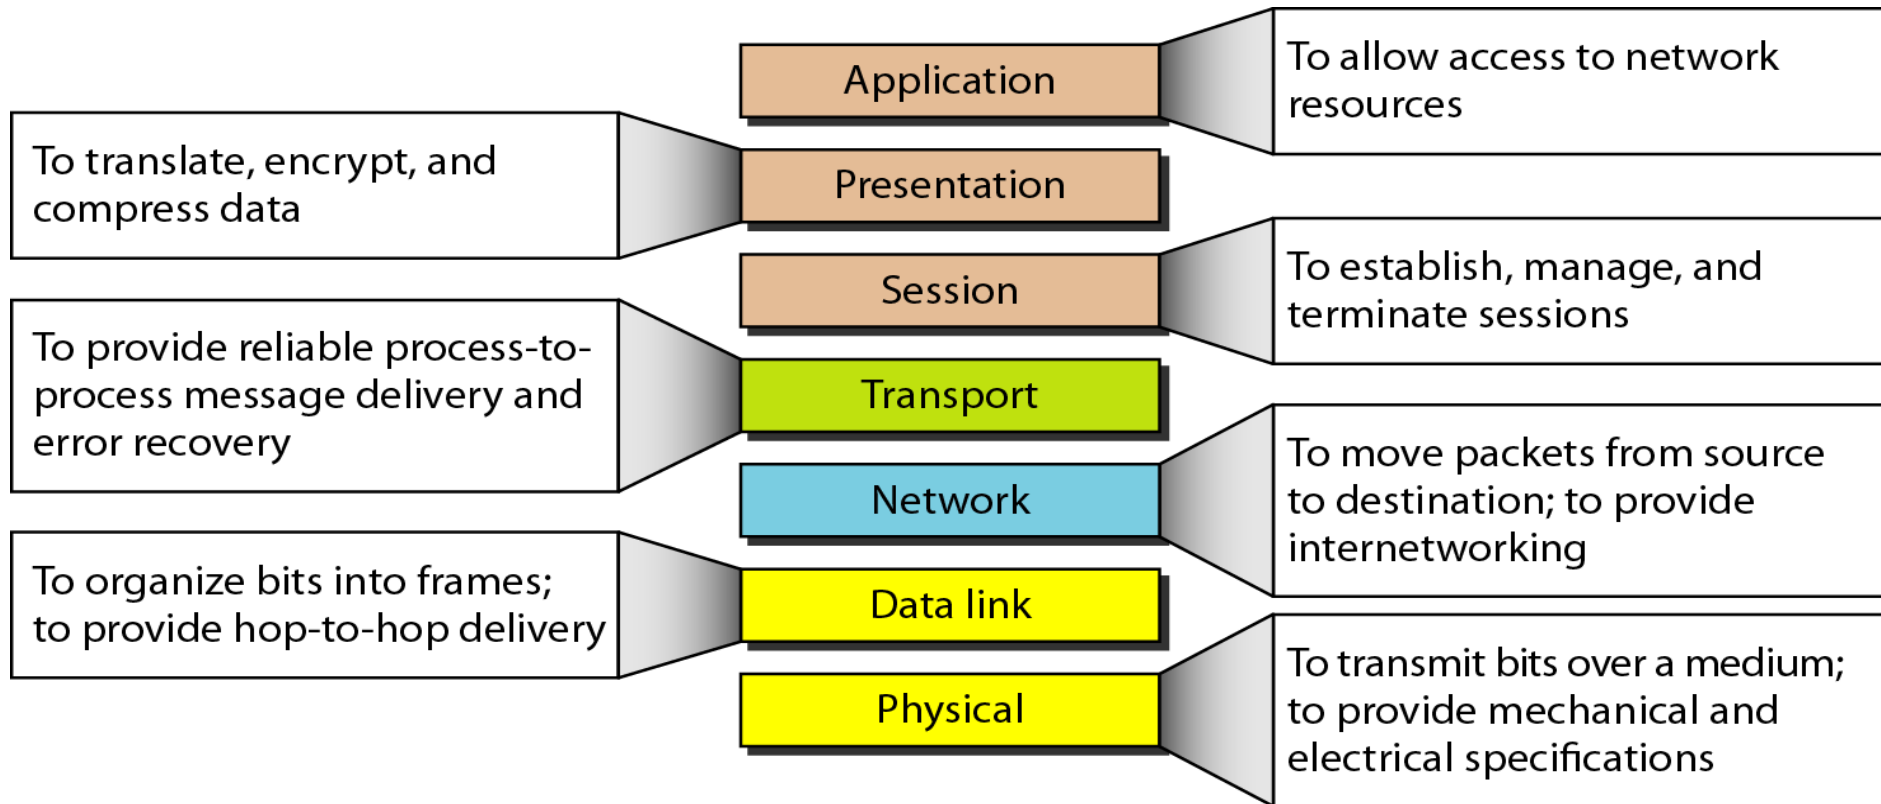 Application
To allow access to network
resources
To translate, encrypt, and
compress data
Presentation
Session
To establish, manage, and
terminate sessions
To provide reliable process-to-
process message delivery and
error recovery
Transport
Network
To move packets from source
to destination; to provide
internetworking
To organize bits into frames;
to provide hop-to-hop delivery
Data link
Physical
To transmit bits over a medium;
to provide mechanical and
electrical specifications